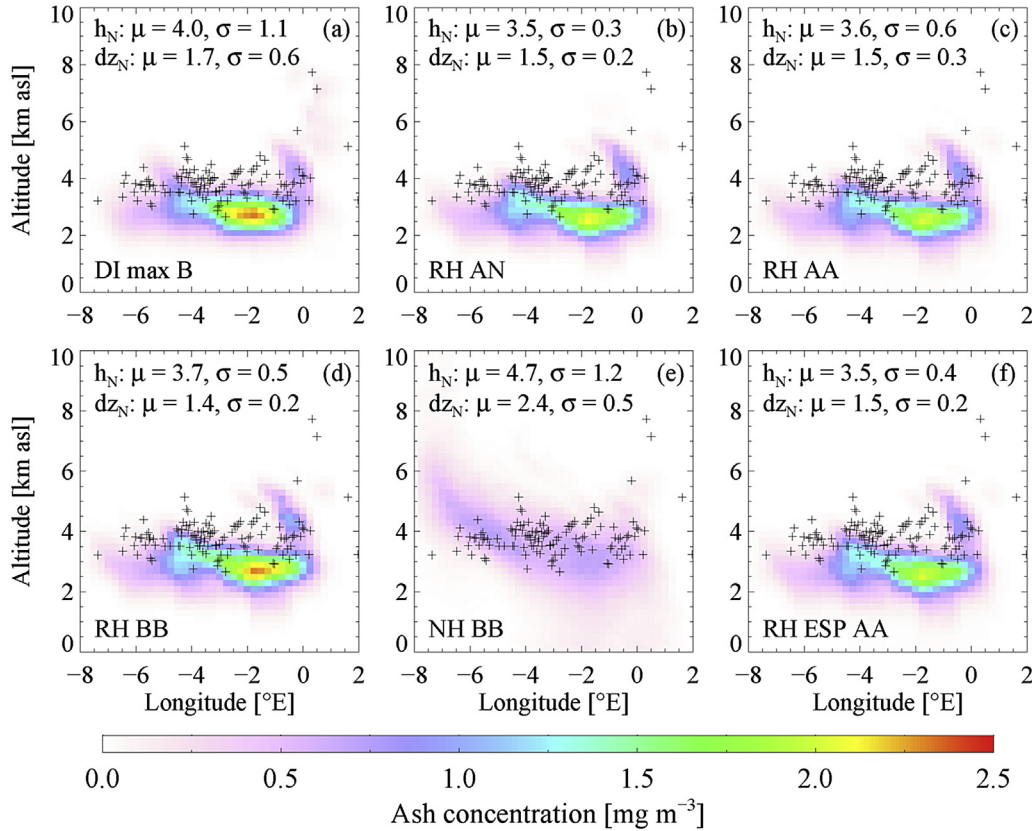 h_N: μ = 4.0, σ = 1.1 (a)
dz_N: μ = 1.7, σ = 0.6
h_N: μ = 3.5, σ = 0.3 (b)
dz_N: μ = 1.5, σ = 0.2
h_N: μ = 3.6, σ = 0.6 (c)
dz_N: μ = 1.5, σ = 0.3
10
8
6
4
2
0
Altitude [km asl]
10
8
6
4
2
0
10
8
6
4
2
0
DI max B
RH AN
RH AA
−8 −6 −4 −2 0 2
−8 −6 −4 −2 0 2
−8 −6 −4 −2 0 2
h_N: μ = 3.7, σ = 0.5 (d)
dz_N: μ = 1.4, σ = 0.2
h_N: μ = 4.7, σ = 1.2 (e)
dz_N: μ = 2.4, σ = 0.5
h_N: μ = 3.5, σ = 0.4 (f)
dz_N: μ = 1.5, σ = 0.2
10
8
6
4
2
0
Altitude [km asl]
10
8
6
4
2
0
10
8
6
4
2
0
RH BB
NH BB
RH ESP AA
−8 −6 −4 −2 0 2
−8 −6 −4 −2 0 2
−8 −6 −4 −2 0 2
Longitude [°E]
Longitude [°E]
Longitude [°E]
0.0 0.5 1.0 1.5 2.0 2.5
Ash concentration [mg m⁻³]